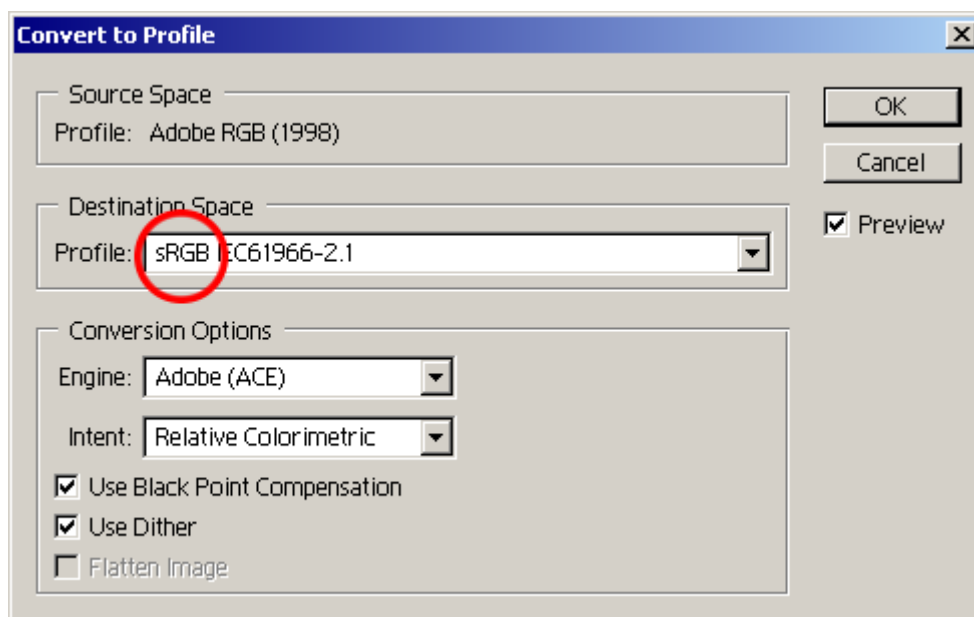 Convert to Profile
Source Space
Profile: Adobe RGB (1998)
OK
Cancel
Preview
Destination Space
Profile: sRGB IEC61966-2.1
Conversion Options
Engine: Adobe (ACE)
Intent: Relative Colorimetric
Use Black Point Compensation
Use Dither
Flatten Image